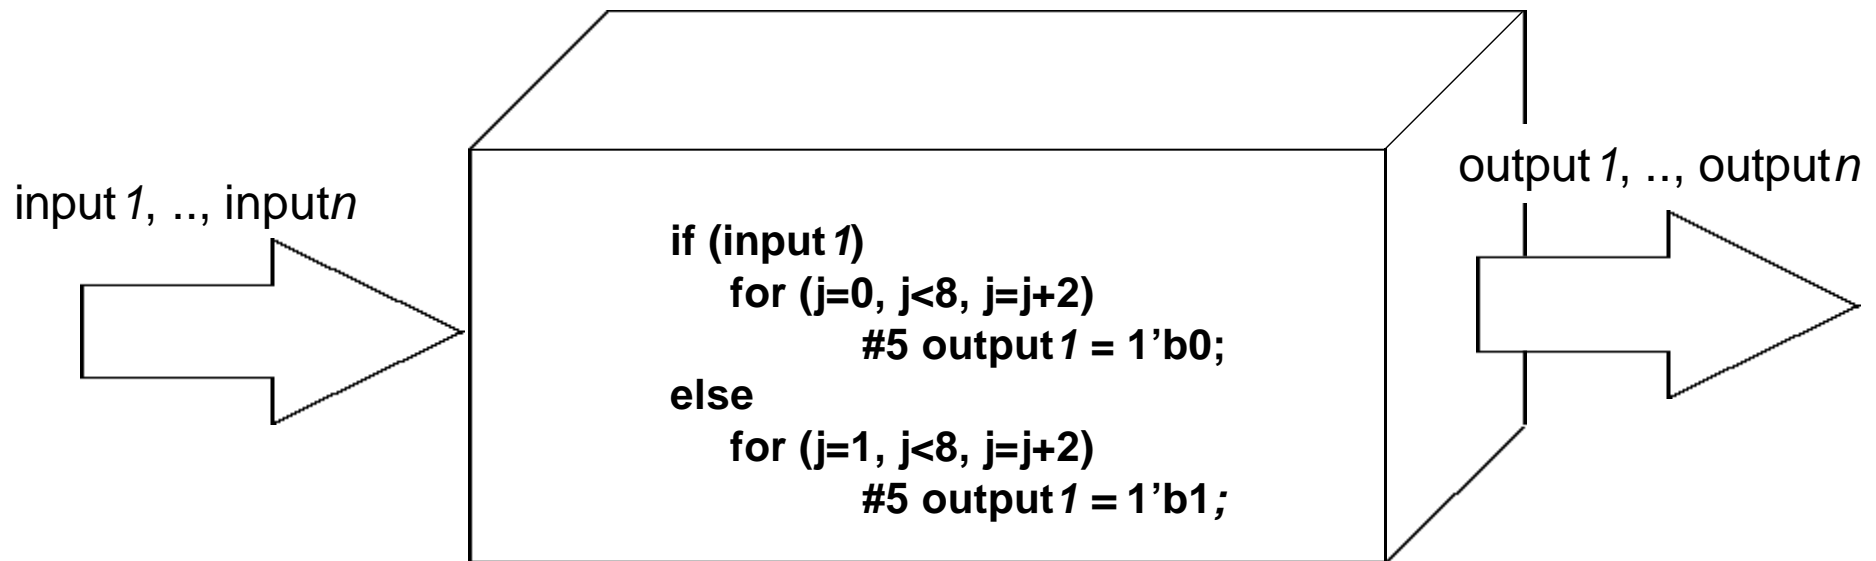 input1, .., inputn
output1, .., outputn
if (input1)
for (j=0, j<8, j=j+2)
#5 output1 = 1’b0;
else
for (j=1, j<8, j=j+2)
#5 output1 = 1’b1;